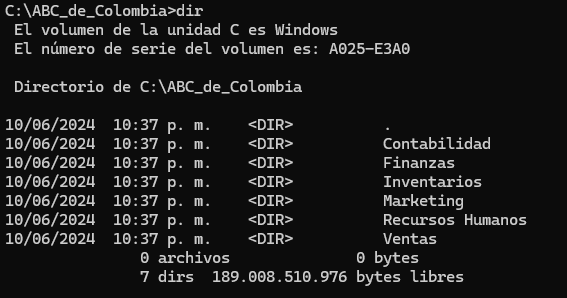 C:\ABC_de_Colombia>dir
El volumen de la unidad C es Windows
El número de serie del volumen es: A025-E3A0
Directorio de C:\ABC_de_Colombia
10/06/2024  10:37 p. m.    <DIR>          .
10/06/2024  10:37 p. m.    <DIR>          Contabilidad
10/06/2024  10:37 p. m.    <DIR>          Finanzas
10/06/2024  10:37 p. m.    <DIR>          Inventarios
10/06/2024  10:37 p. m.    <DIR>          Marketing
10/06/2024  10:37 p. m.    <DIR>          Recursos Humanos
10/06/2024  10:37 p. m.    <DIR>          Ventas
0 archivos              0 bytes
7 dirs  189.008.510.976 bytes libres